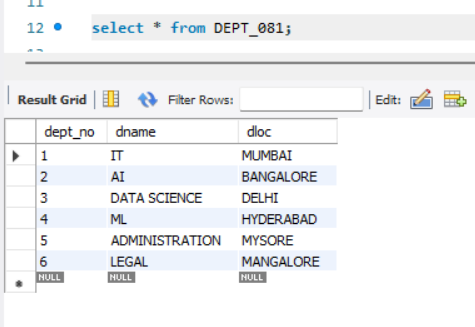 11
12 select * from DEPT_081;
Result Grid Filter Rows: Edit:
dept_no dname dloc
1 IT MUMBAI
2 AI BANGALORE
3 DATA SCIENCE DELHI
4 ML HYDERABAD
5 ADMINISTRATION MYSORE
6 LEGAL MANGALORE
NULL NULL NULL